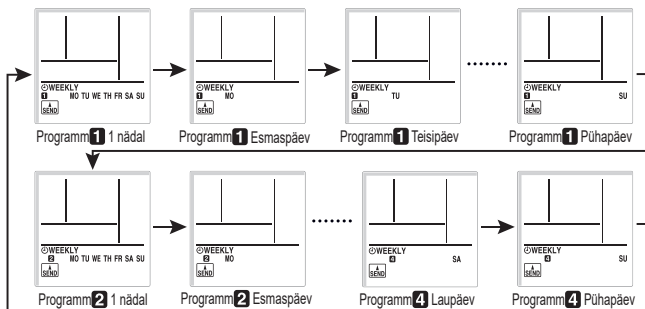 WEEKLY
1 MO TU WE TH FR SA SU
SEND
Programm 1 1 nädal
WEEKLY
1 MO
SEND
Programm 1 Esmaspäev
WEEKLY
1 TU
SEND
Programm 1 Teisipäev
WEEKLY
1 SU
SEND
Programm 1 Pühapäev
WEEKLY
2 MO TU WE TH FR SA SU
SEND
Programm 2 1 nädal
WEEKLY
2 MO
SEND
Programm 2 Esmaspäev
WEEKLY
4 SA
SEND
Programm 4 Laupäev
WEEKLY
4 SU
SEND
Programm 4 Pühapäev